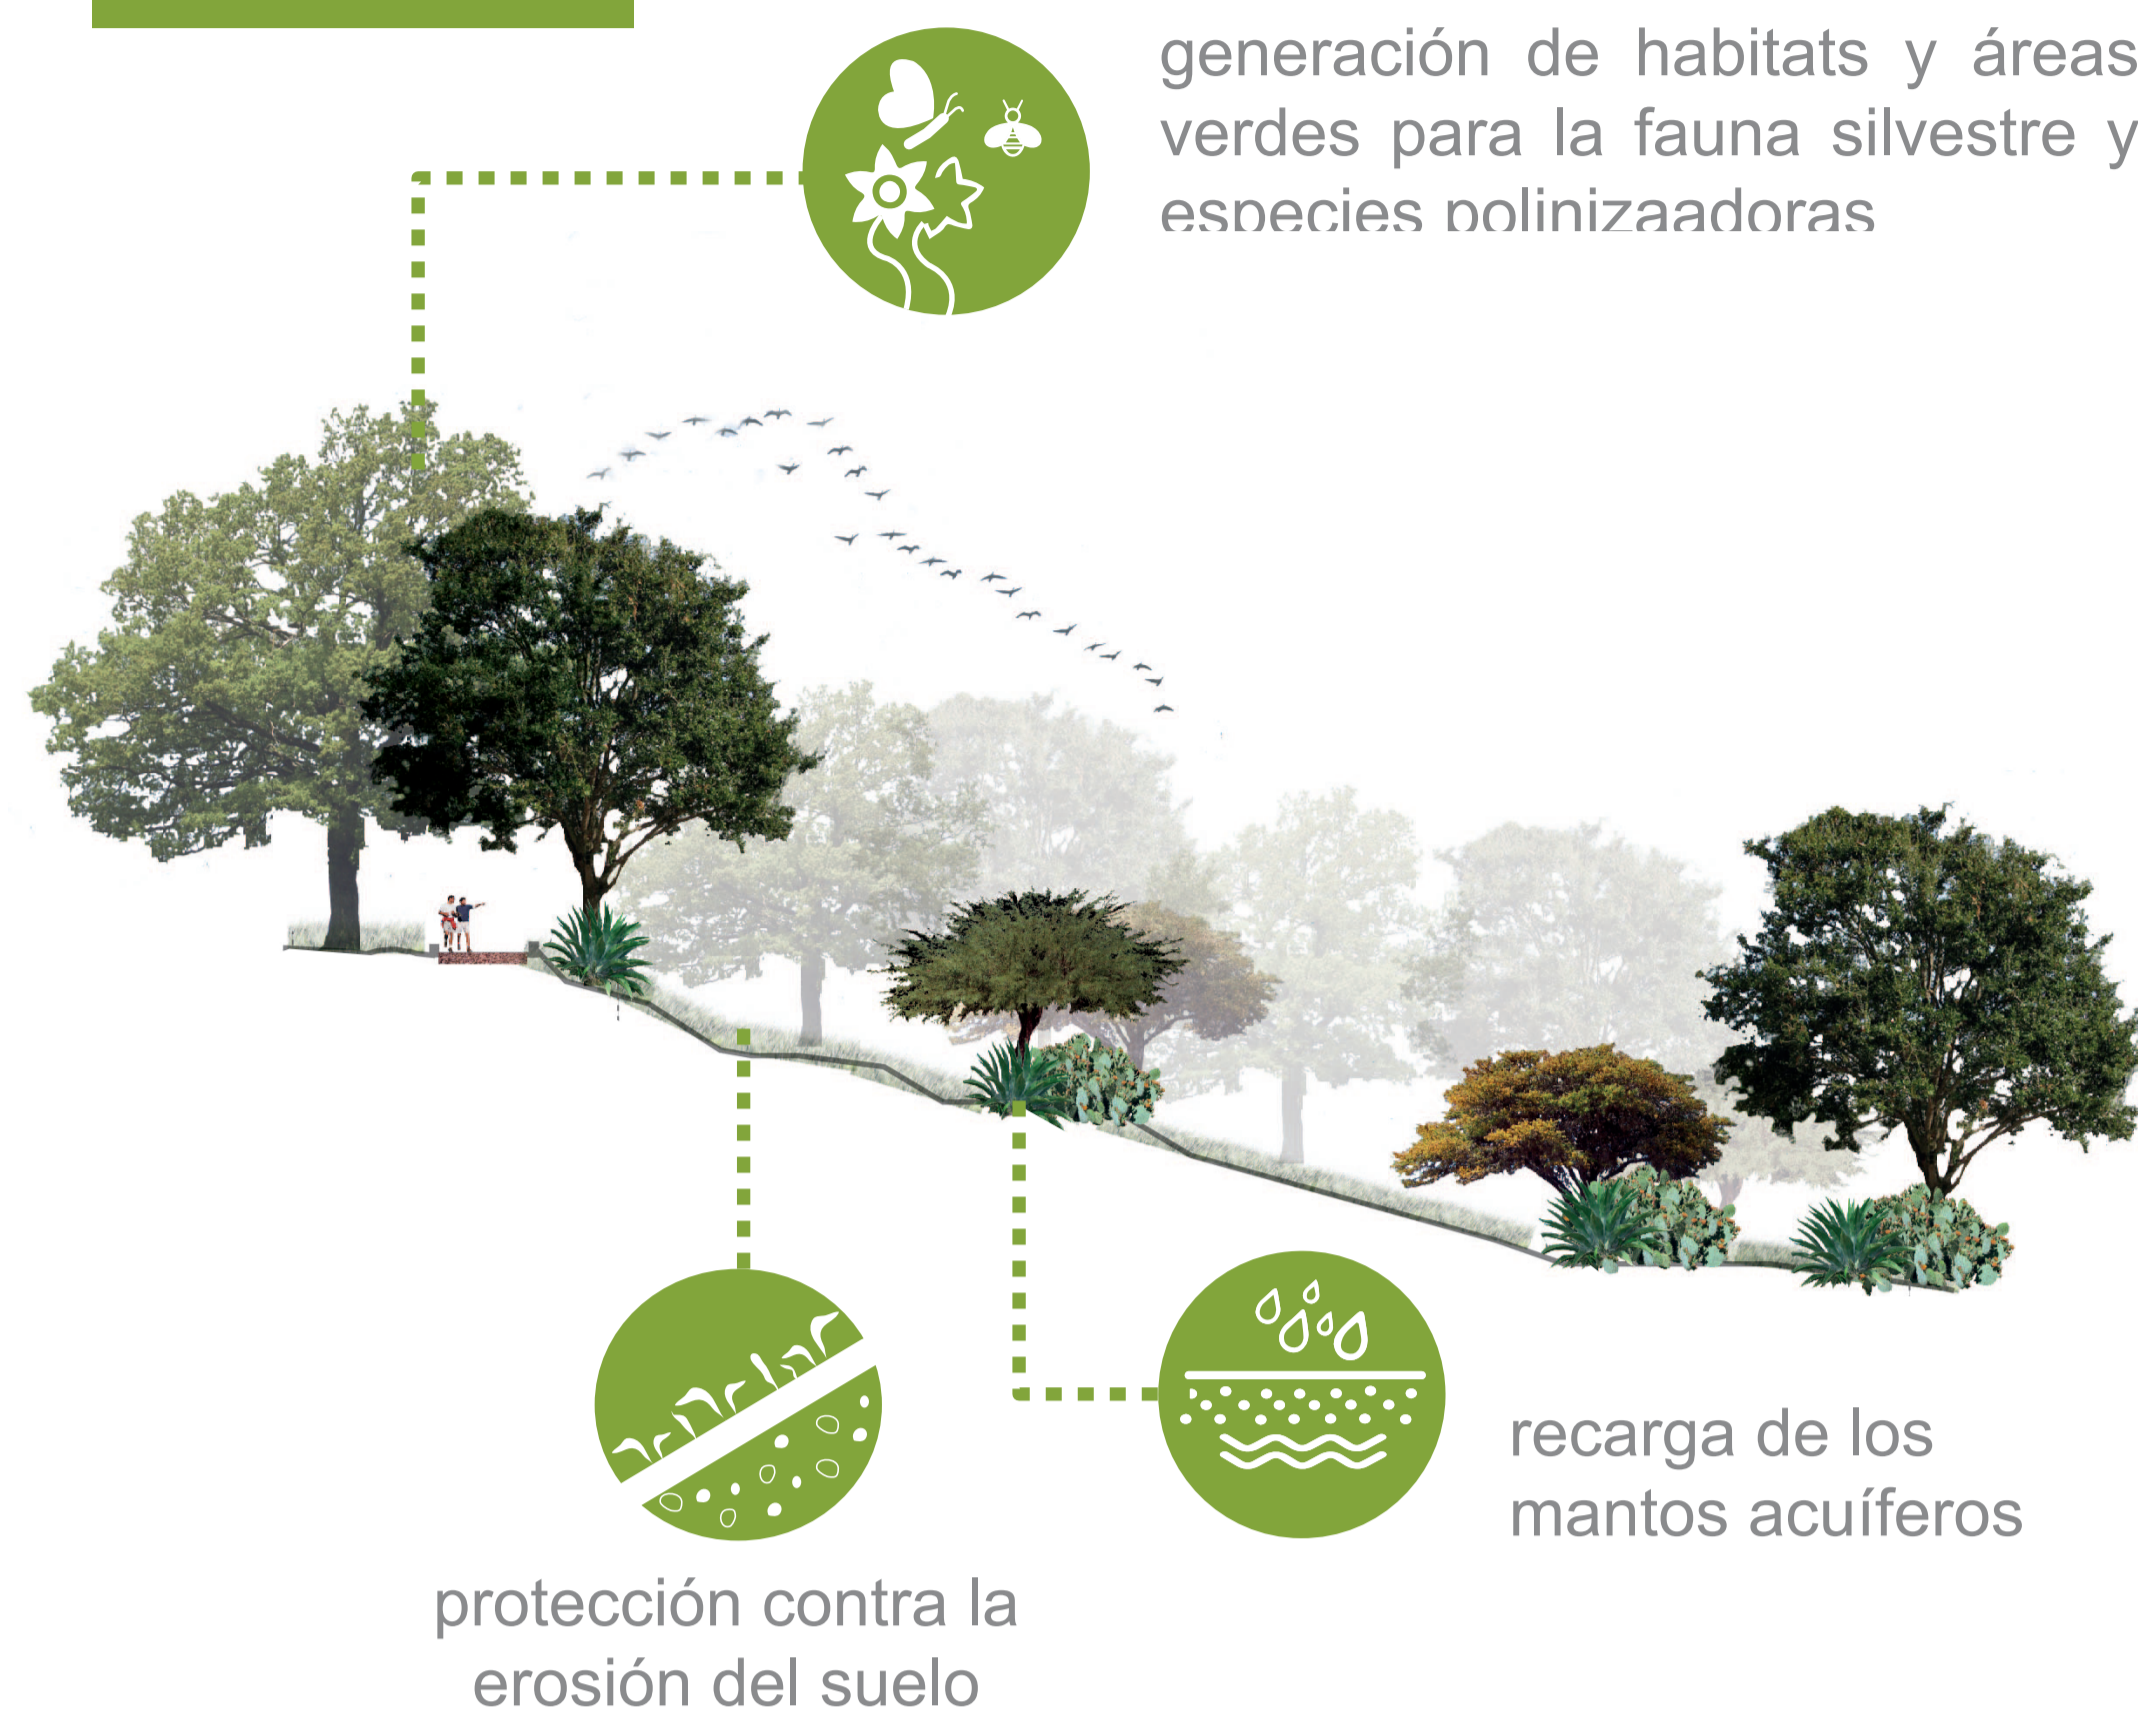 generación de habitats y áreas
verdes para la fauna silvestre y
especies polinizaadoras
recarga de los
mantos acuíferos
protección contra la
erosión del suelo